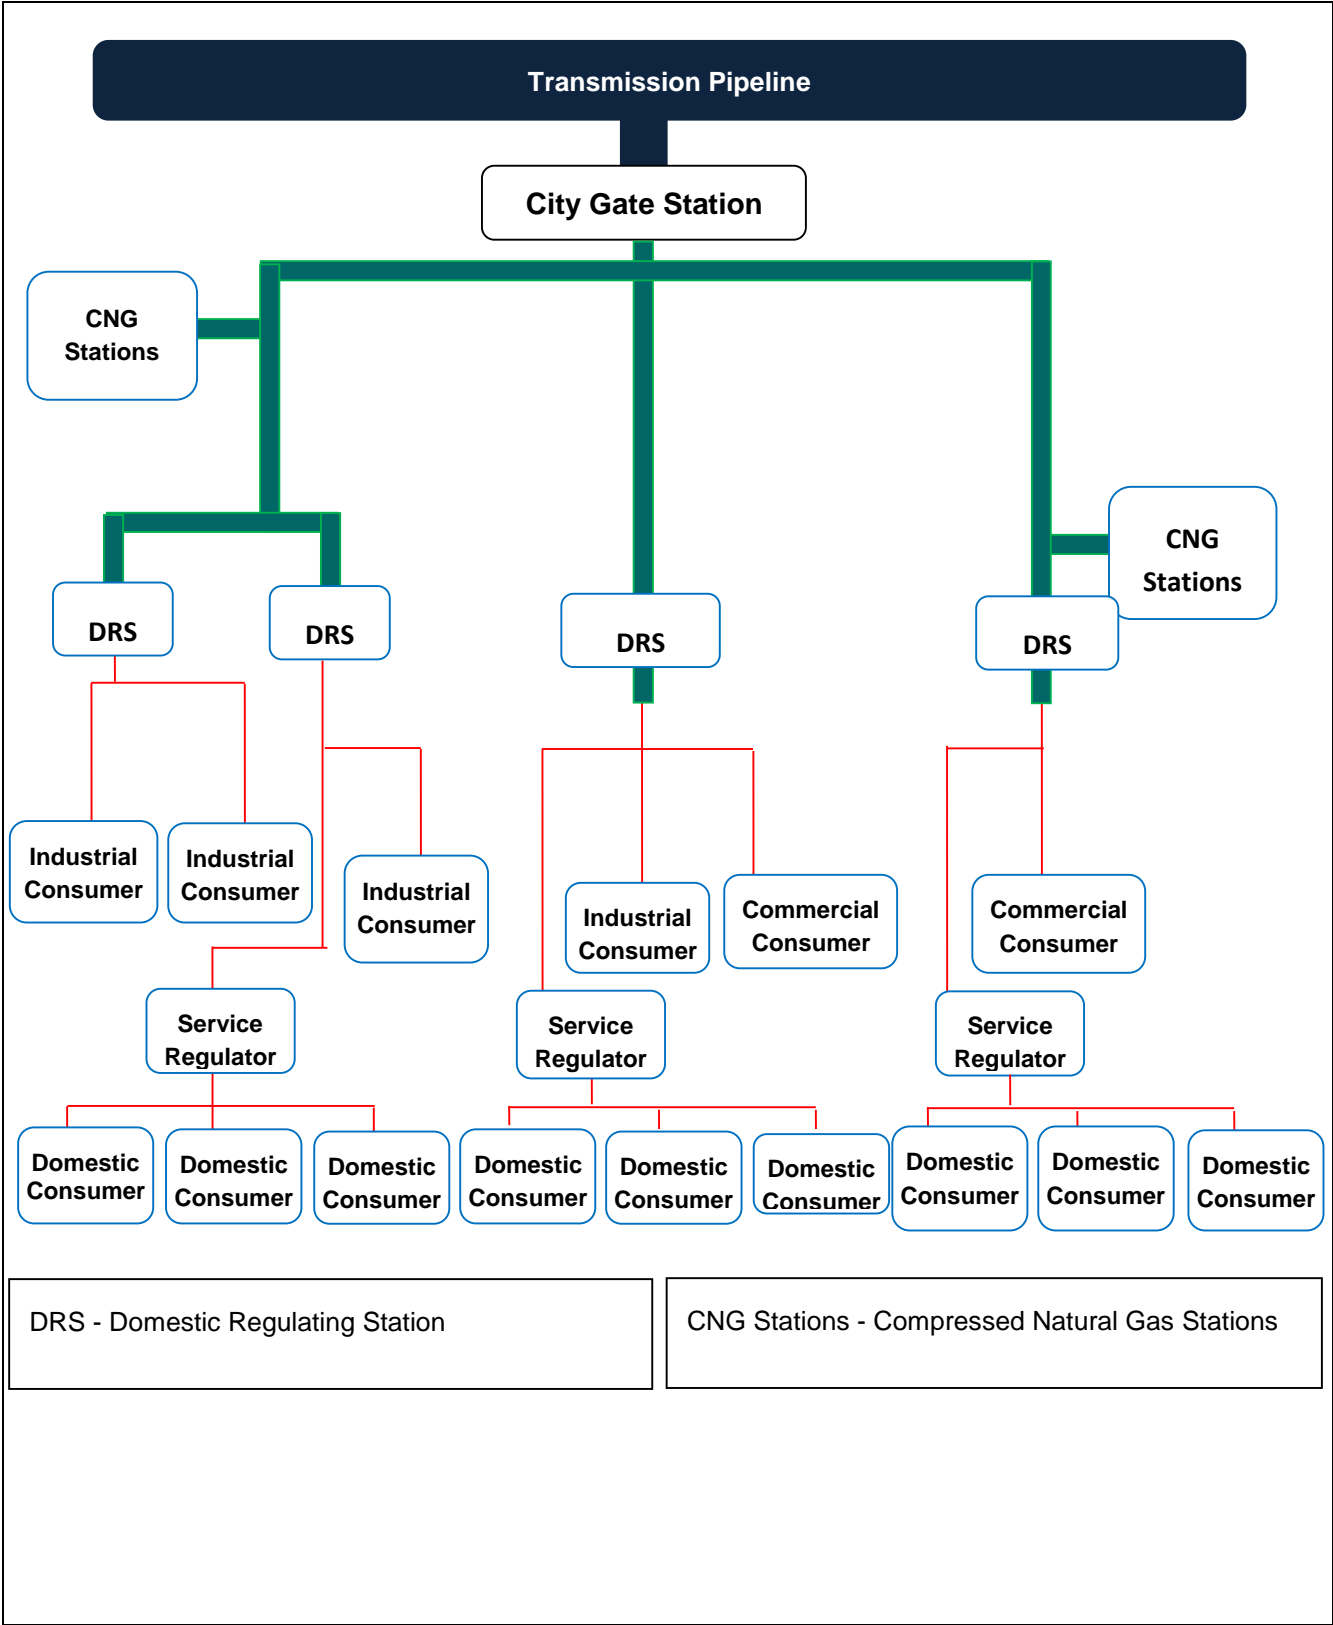 Transmission Pipeline
City Gate Station
CNG
Stations
CNG
Stations
DRS
DRS
DRS
DRS
Industrial
Consumer
Industrial
Consumer
Industrial
Consumer
Industrial
Consumer
Commercial
Consumer
Commercial
Consumer
Service
Regulator
Service
Regulator
Service
Regulator
Domestic
Consumer
Domestic
Consumer
Domestic
Consumer
Domestic
Consumer
Domestic
Consumer
Domestic
Consumer
Domestic
Consumer
Domestic
Consumer
Domestic
Consumer
DRS - Domestic Regulating Station
CNG Stations - Compressed Natural Gas Stations